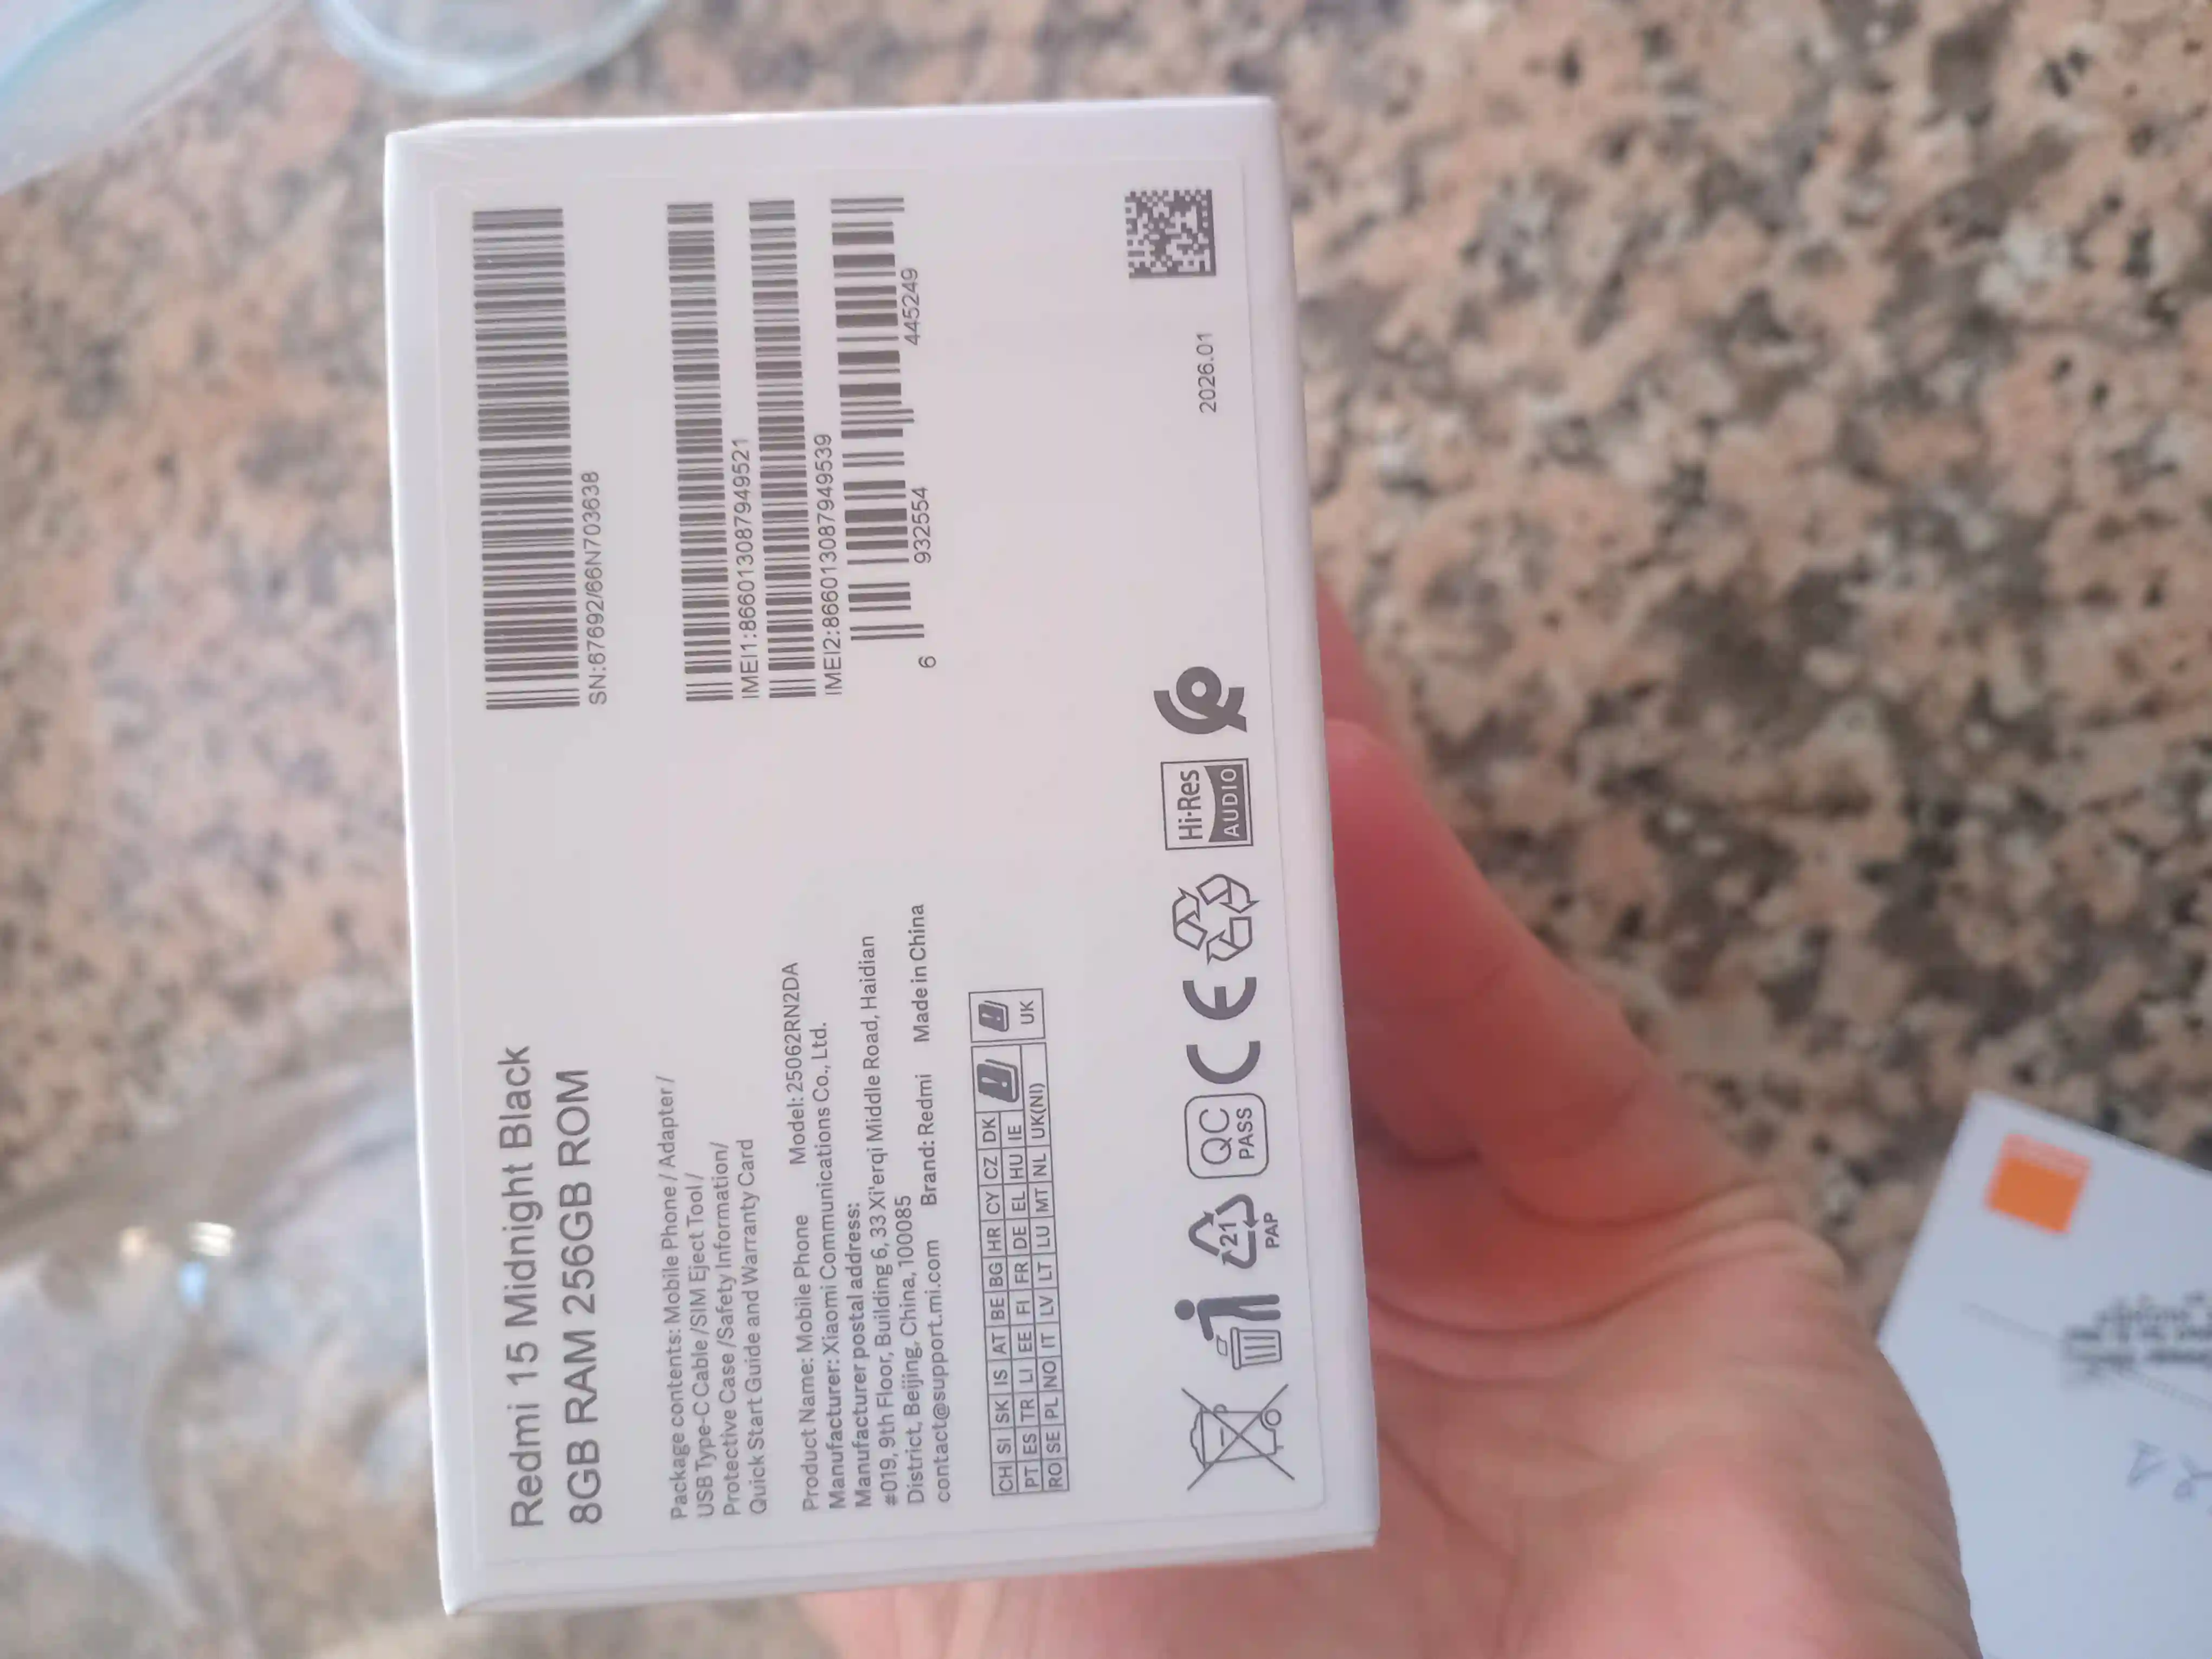 Redmi 15 Midnight Black
8GB RAM 256GB ROM
SN:67692/66N703638
Package contents: Mobile Phone / Adapter /
USB Type-C Cable /SIM Eject Tool /
Protective Case /Safety Information/
Quick Start Guide and Warranty Card
IMEI1:866013087949521
IMEI2:866013087949539
6 932554 445249
Product Name: Mobile Phone Model: 25062RN2DA
Manufacturer: Xiaomi Communications Co., Ltd.
Manufacturer postal address:
#019, 9th Floor, Building 6, 33 Xi'erqi Middle Road, Haidian
District, Beijing, China, 100085
contact@support.mi.com Brand: Redmi Made in China
CH SI SK IS AT BE BG HR CY CZ DK
PT ES TR LI EE FI FR DE EL HU IE
RO SE PL NO IT LV LT LU MT NL UK(NI) UK
21
PAP
QC
PASS
CE
Hi-Res
AUDIO
2026.01